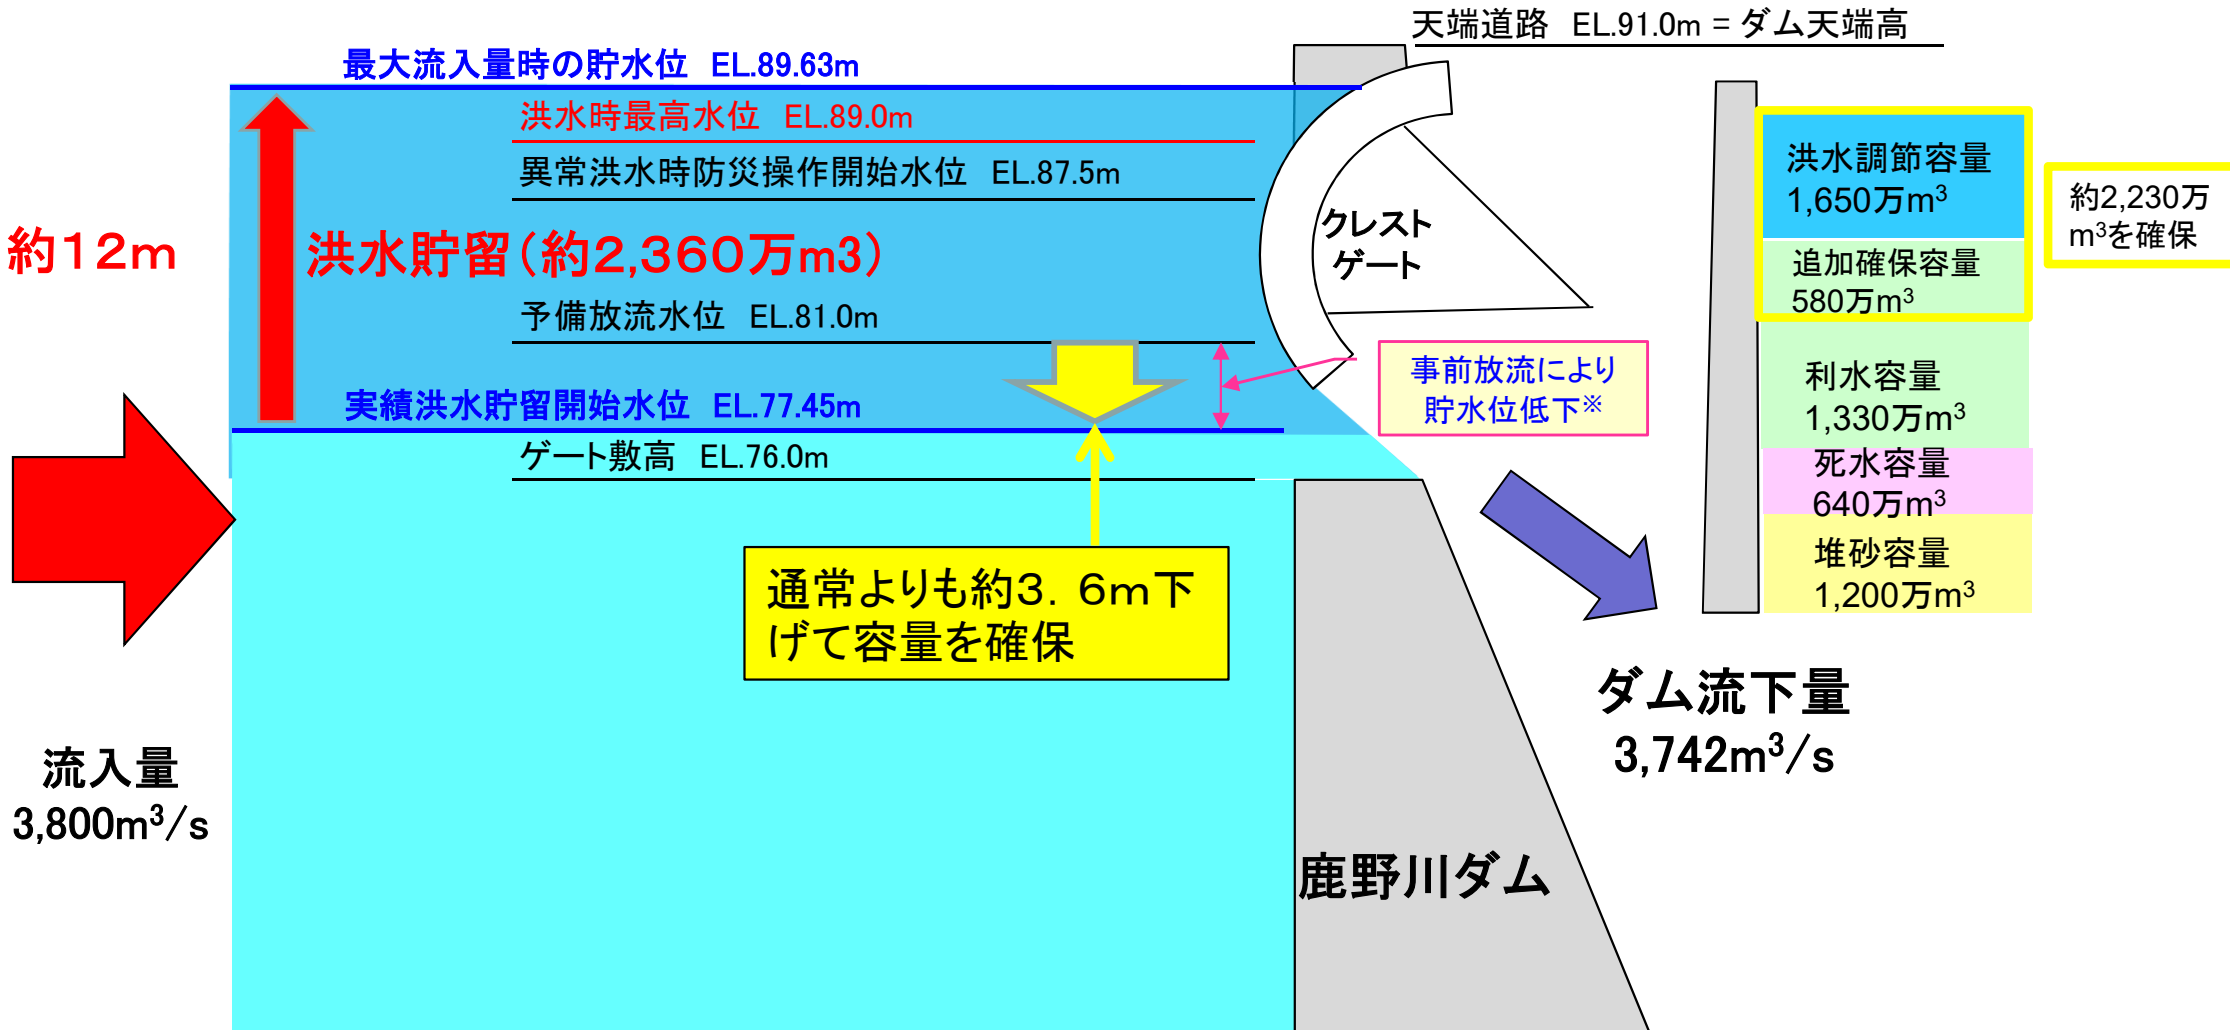 天端道路 EL.91.0m = ダム天端高
最大流入量時の貯水位 EL.89.63m
洪水時最高水位 EL.89.0m
異常洪水時防災操作開始水位 EL.87.5m
約12m
洪水貯留(約2,360万m3)
予備放流水位 EL.81.0m
実績洪水貯留開始水位 EL.77.45m
ゲート敷高 EL.76.0m
クレスト
ゲート
事前放流により
貯水位低下※
通常よりも約3.6m下
げて容量を確保
洪水調節容量
1,650万m³
追加確保容量
580万m³
約2,230万
m³を確保
利水容量
1,330万m³
死水容量
640万m³
堆砂容量
1,200万m³
ダム流下量
3,742m³/s
流入量
3,800m³/s
鹿野川ダム